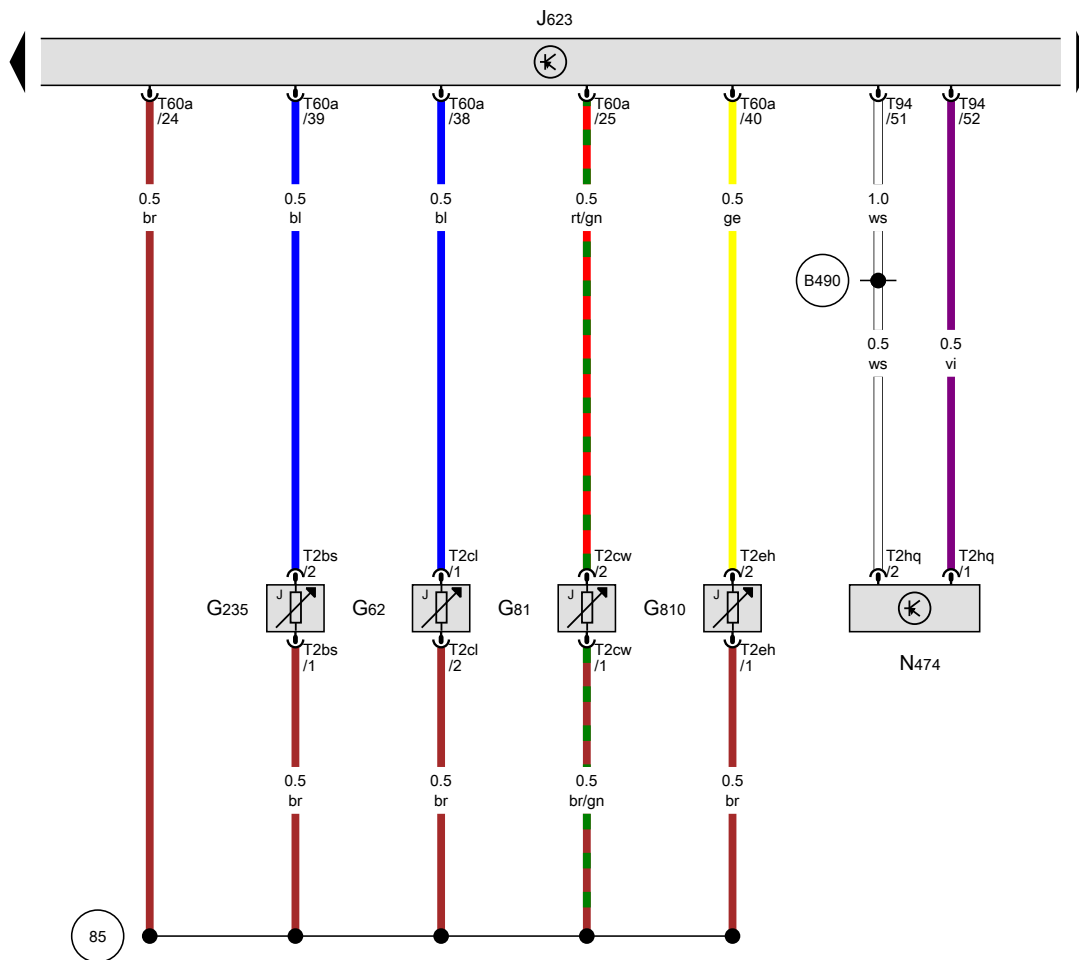 J623
T60a
/24
T60a
/39
T60a
/38
T60a
/25
T60a
/40
T94
/51
T94
/52
0.5
br
0.5
bl
0.5
bl
0.5
rt/gn
0.5
ge
1.0
ws
B490
0.5
ws
0.5
vi
T2bs
/2
T2cl
/1
T2cw
/2
T2eh
/2
T2hq
/2
T2hq
/1
G235
J
G62
J
G81
J
G810
J
T2bs
/1
T2cl
/2
T2cw
/1
T2eh
/1
N474
0.5
br
0.5
br
0.5
br/gn
0.5
br
85